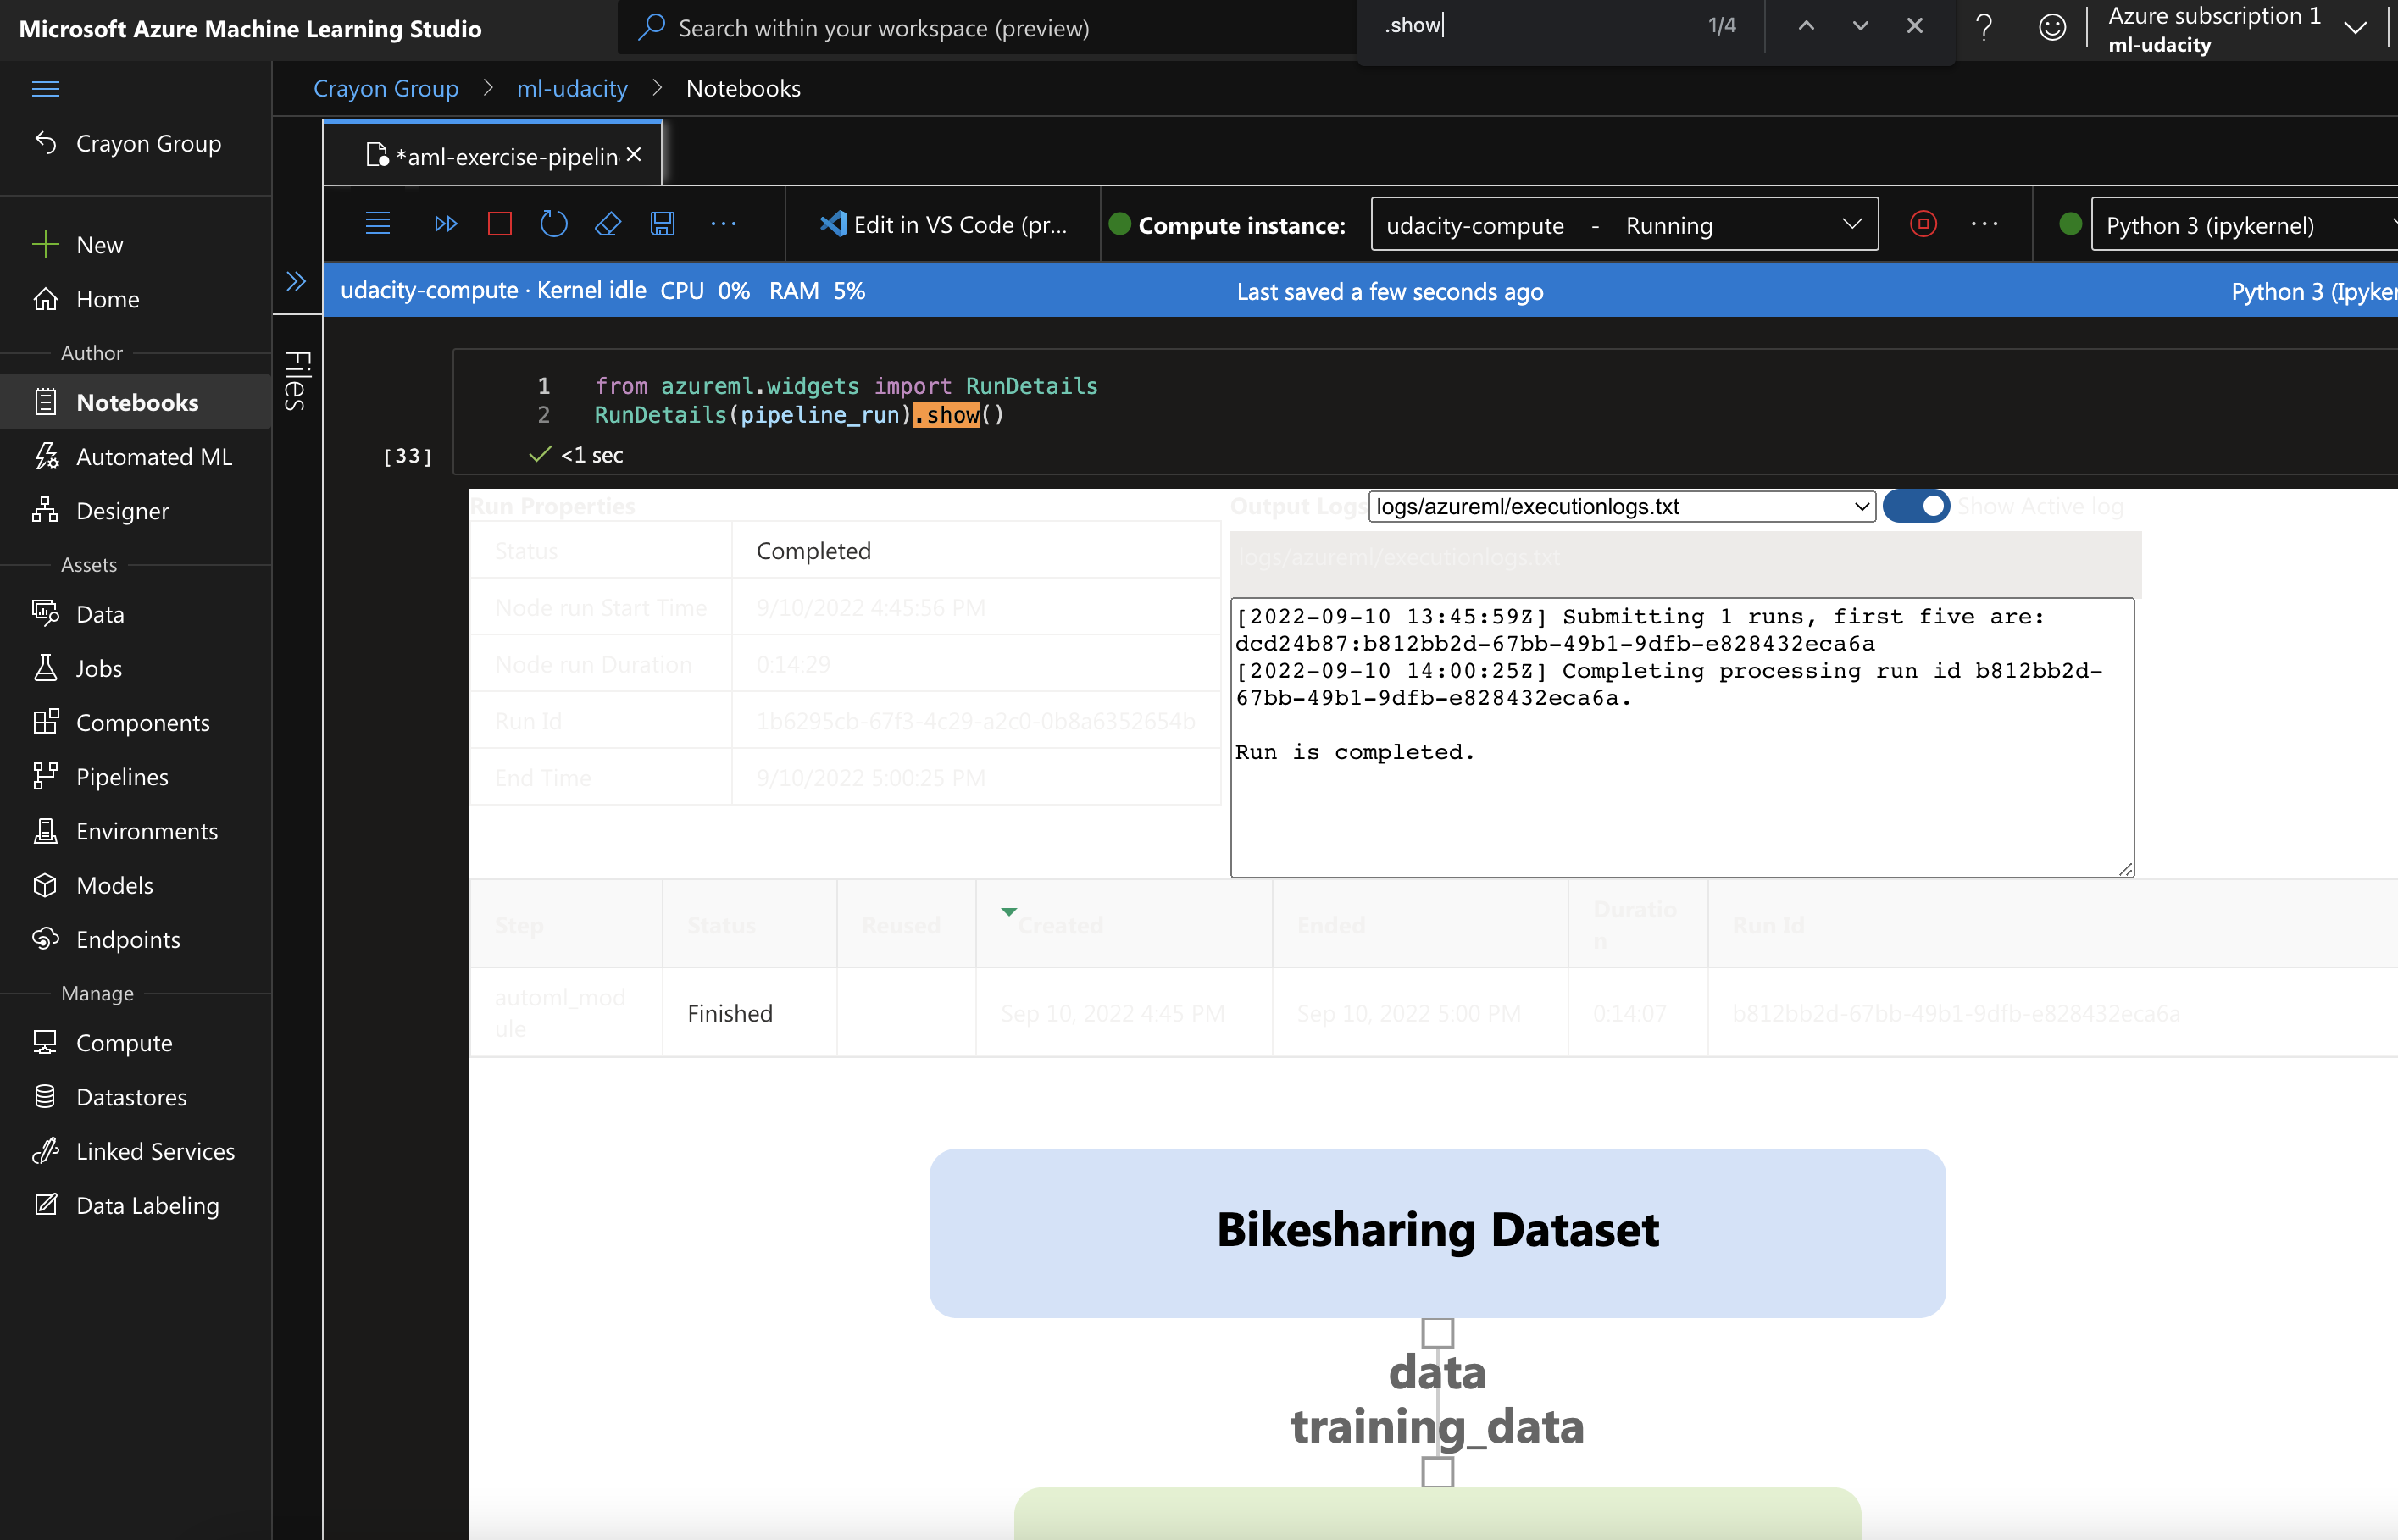 Microsoft Azure Machine Learning Studio
Search within your workspace (preview)
.show
1/4
Azure subscription 1
ml-udacity
Crayon Group
Crayon Group > ml-udacity > Notebooks
*aml-exercise-pipelin
Edit in VS Code (pr...
Compute instance:
udacity-compute - Running
Python 3 (ipykernel)
udacity-compute · Kernel idle CPU 0% RAM 5%
Last saved a few seconds ago
Python 3 (Ipyker
New
Home
Author
Notebooks
Automated ML
Designer
Assets
Data
Jobs
Components
Pipelines
Environments
Models
Endpoints
Manage
Compute
Datastores
Linked Services
Data Labeling
Files
1 from azureml.widgets import RunDetails
2 RunDetails(pipeline_run).show()
[33]
<1 sec
Run Properties
Status Completed
Node run Start Time 9/10/2022 4:45:56 PM
Node run Duration 0:14:29
Run Id 1b6295cb-67f3-4c29-a2c0-0b8a6352654b
End Time 9/10/2022 5:00:25 PM
Output Logs
logs/azureml/executionlogs.txt
Show Active log
logs/azureml/executionlogs.txt
[2022-09-10 13:45:59Z] Submitting 1 runs, first five are:
dcd24b87:b812bb2d-67bb-49b1-9dfb-e828432eca6a
[2022-09-10 14:00:25Z] Completing processing run id b812bb2d-
67bb-49b1-9dfb-e828432eca6a.
Run is completed.
Step Status Reused Created Ended Duratio
n Run Id
automl_mod
ule Finished Sep 10, 2022 4:45 PM Sep 10, 2022 5:00 PM 0:14:07 b812bb2d-67bb-49b1-9dfb-e828432eca6a
Bikesharing Dataset
data
training_data